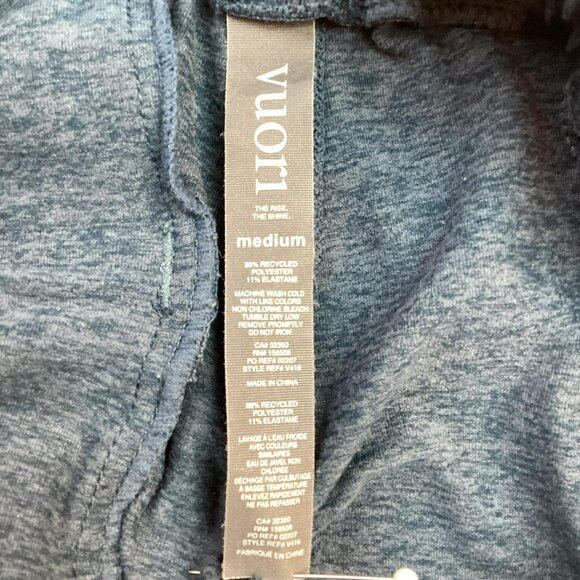 vuori
THE RISE.
THE SHINE.
medium
89% RECYCLED
POLYESTER
11% ELASTANE
MACHINE WASH COLD
WITH LIKE COLORS
NON CHLORINE BLEACH
TUMBLE DRY LOW
REMOVE PROMPTLY
DO NOT IRON
CA# 32350
RN# 158508
PO REF# 02207
STYLE REF# V418
MADE IN CHINA
89% RECYCLED
POLYESTER
11% ELASTANE
LAVAGE À L'EAU FROIDE
AVEC COULEURS
SIMILAIRES
EAU DE JAVEL NON
CHLORÉE
SÉCHAGE PAR CULBUTAGE
À BASSE TEMPÉRATURE
ENLEVEZ RAPIDEMENT
NE PAS REPASSER
CA# 32350
RN# 158508
PO REF# 02207
STYLE REF# V418
FABRIQUÉ EN CHINE